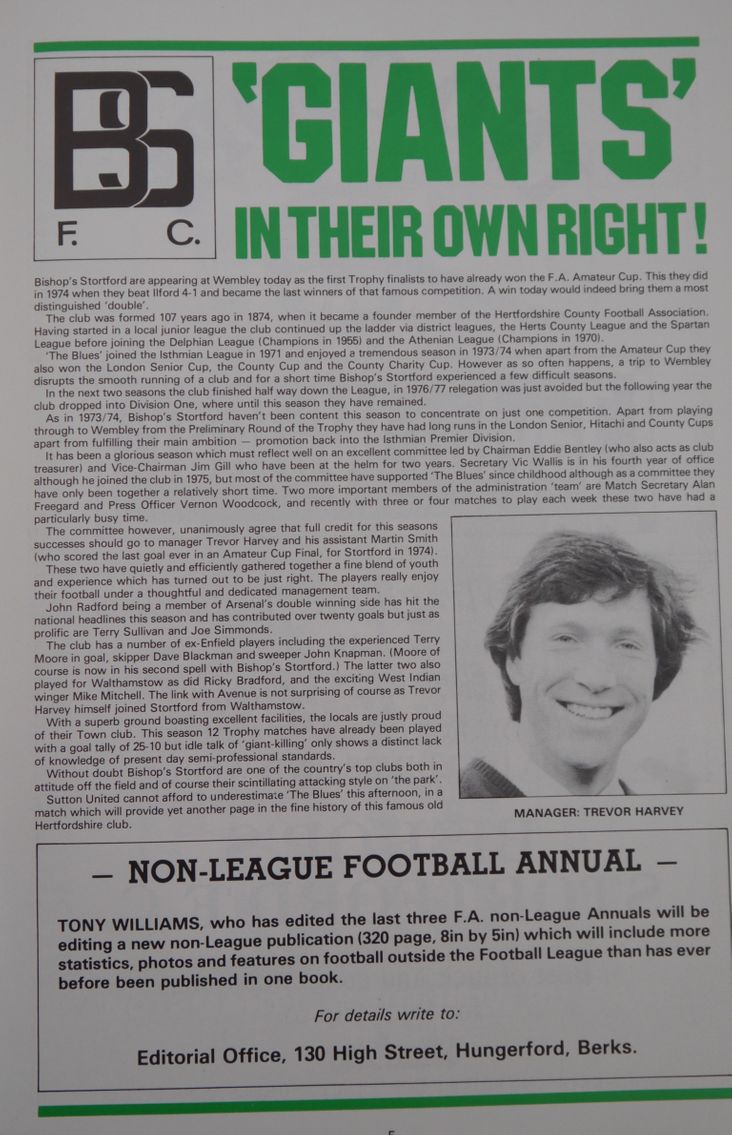 BS
F. C.
'GIANTS'
IN THEIR OWN RIGHT!
Bishop's Stortford are appearing at Wembley today as the first Trophy finalists to have already won the F.A. Amateur Cup. This they did
in 1974 when they beat Ilford 4-1 and became the last winners of that famous competition. A win today would indeed bring them a most
distinguished 'double'.
The club was formed 107 years ago in 1874, when it became a founder member of the Hertfordshire County Football Association.
Having started in a local junior league the club continued up the ladder via district leagues, the Herts County League and the Spartan
League before joining the Delphian League (Champions in 1955) and the Athenian League (Champions in 1970).
'The Blues' joined the Isthmian League in 1971 and enjoyed a tremendous season in 1973/74 when apart from the Amateur Cup they
also won the London Senior Cup, the County Cup and the County Charity Cup. However as so often happens, a trip to Wembley
disrupts the smooth running of a club and for a short time Bishop's Stortford experienced a few difficult seasons.
In the next two seasons the club finished half way down the League, in 1976/77 relegation was just avoided but the following year the
club dropped into Division One, where until this season they have remained.
As in 1973/74, Bishop's Stortford haven't been content this season to concentrate on just one competition. Apart from playing
through to Wembley from the Preliminary Round of the Trophy they have had long runs in the London Senior, Hitachi and County Cups
apart from fulfilling their main ambition — promotion back into the Isthmian Premier Division.
It has been a glorious season which must reflect well on an excellent committee led by Chairman Eddie Bentley (who also acts as club
treasurer) and Vice-Chairman Jim Gill who have been at the helm for two years. Secretary Vic Wallis is in his fourth year of office
although he joined the club in 1975, but most of the committee have supported 'The Blues' since childhood although as a committee they
have only been together a relatively short time. Two more important members of the administration 'team' are Match Secretary Alan
Freegard and Press Officer Vernon Woodcock, and recently with three or four matches to play each week these two have had a
particularly busy time.
The committee however, unanimously agree that full credit for this seasons
successes should go to manager Trevor Harvey and his assistant Martin Smith
(who scored the last goal ever in an Amateur Cup Final, for Stortford in 1974).
These two have quietly and efficiently gathered together a fine blend of youth
and experience which has turned out to be just right. The players really enjoy
their football under a thoughtful and dedicated management team.
John Radford being a member of Arsenal's double winning side has hit the
national headlines this season and has contributed over twenty goals but just as
prolific are Terry Sullivan and Joe Simmonds.
The club has a number of ex-Enfield players including the experienced Terry
Moore in goal, skipper Dave Blackman and sweeper John Knapman. (Moore of
course is now in his second spell with Bishop's Stortford.) The latter two also
played for Walthamstow as did Ricky Bradford, and the exciting West Indian
winger Mike Mitchell. The link with Avenue is not surprising of course as Trevor
Harvey himself joined Stortford from Walthamstow.
With a superb ground boasting excellent facilities, the locals are justly proud
of their Town club. This season 12 Trophy matches have already been played
with a goal tally of 25-10 but idle talk of 'giant-killing' only shows a distinct lack
of knowledge of present day semi-professional standards.
Without doubt Bishop's Stortford are one of the country's top clubs both in
attitude off the field and of course their scintillating attacking style on 'the park'.
Sutton United cannot afford to underestimate 'The Blues' this afternoon, in a
match which will provide yet another page in the fine history of this famous old
Hertfordshire club.
MANAGER: TREVOR HARVEY
— NON-LEAGUE FOOTBALL ANNUAL —
TONY WILLIAMS, who has edited the last three F.A. non-League Annuals will be
editing a new non-League publication (320 page, 8in by 5in) which will include more
statistics, photos and features on football outside the Football League than has ever
before been published in one book.
For details write to:
Editorial Office, 130 High Street, Hungerford, Berks.